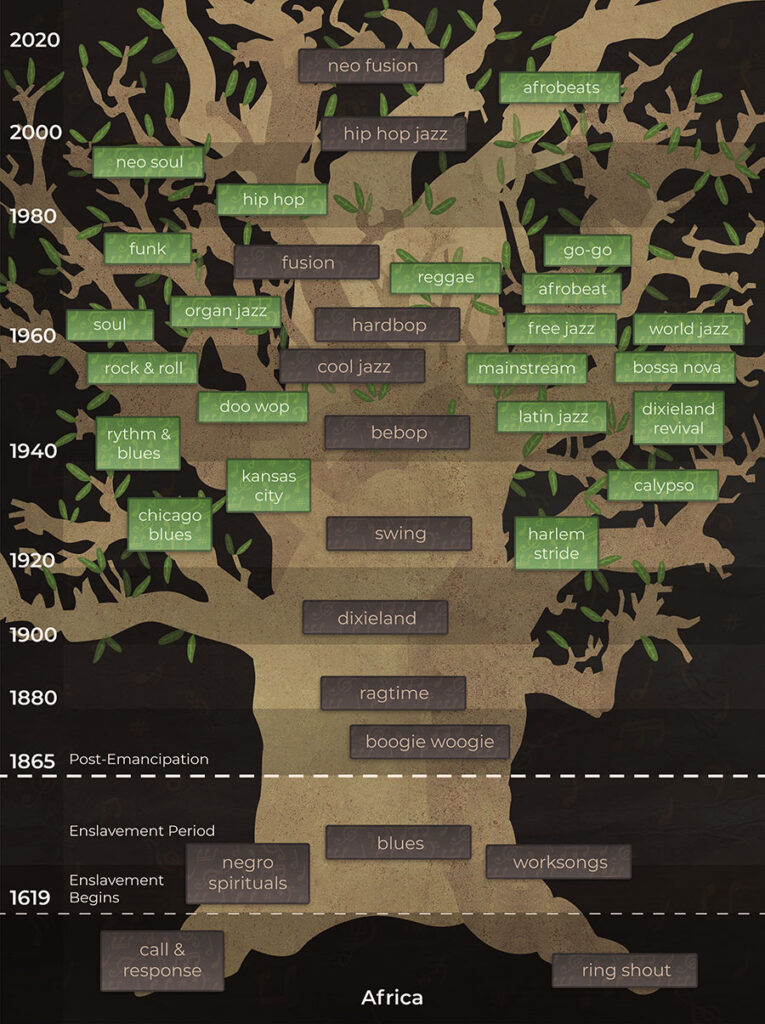 2020
neo fusion
afrobeats
2000
hip hop jazz
neo soul
hip hop
1980
funk
go-go
fusion
reggae
afrobeat
organ jazz
soul
hardbop
free jazz
world jazz
1960
rock & roll
cool jazz
mainstream
bossa nova
doo wop
latin jazz
dixieland
revival
rythm &
blues
bebop
1940
kansas
city
calypso
chicago
blues
swing
harlem
stride
1920
dixieland
1900
ragtime
1880
boogie woogie
1865
Post-Emancipation
Enslavement Period
blues
negro
spirituals
worksongs
Enslavement
Begins
1619
call &
response
ring shout
Africa